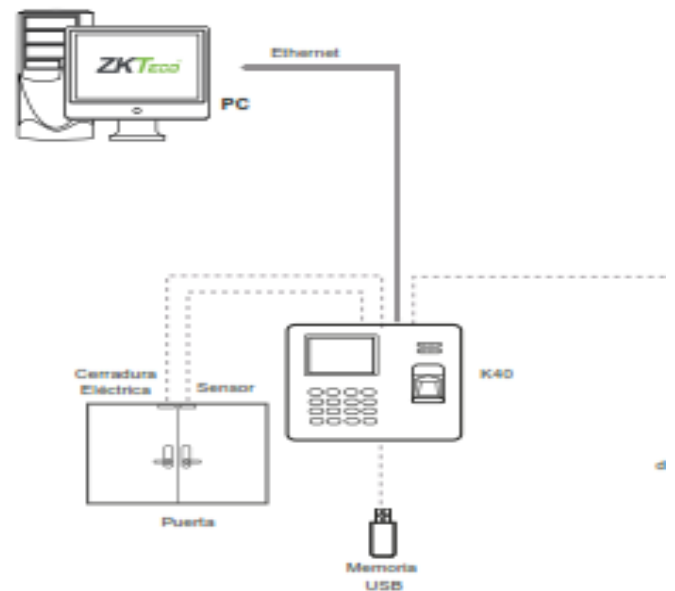 Ethernet
ZKTeco
PC
Cerradura
Eléctrica
Sensor
K40
Puerta
Memoria
USB